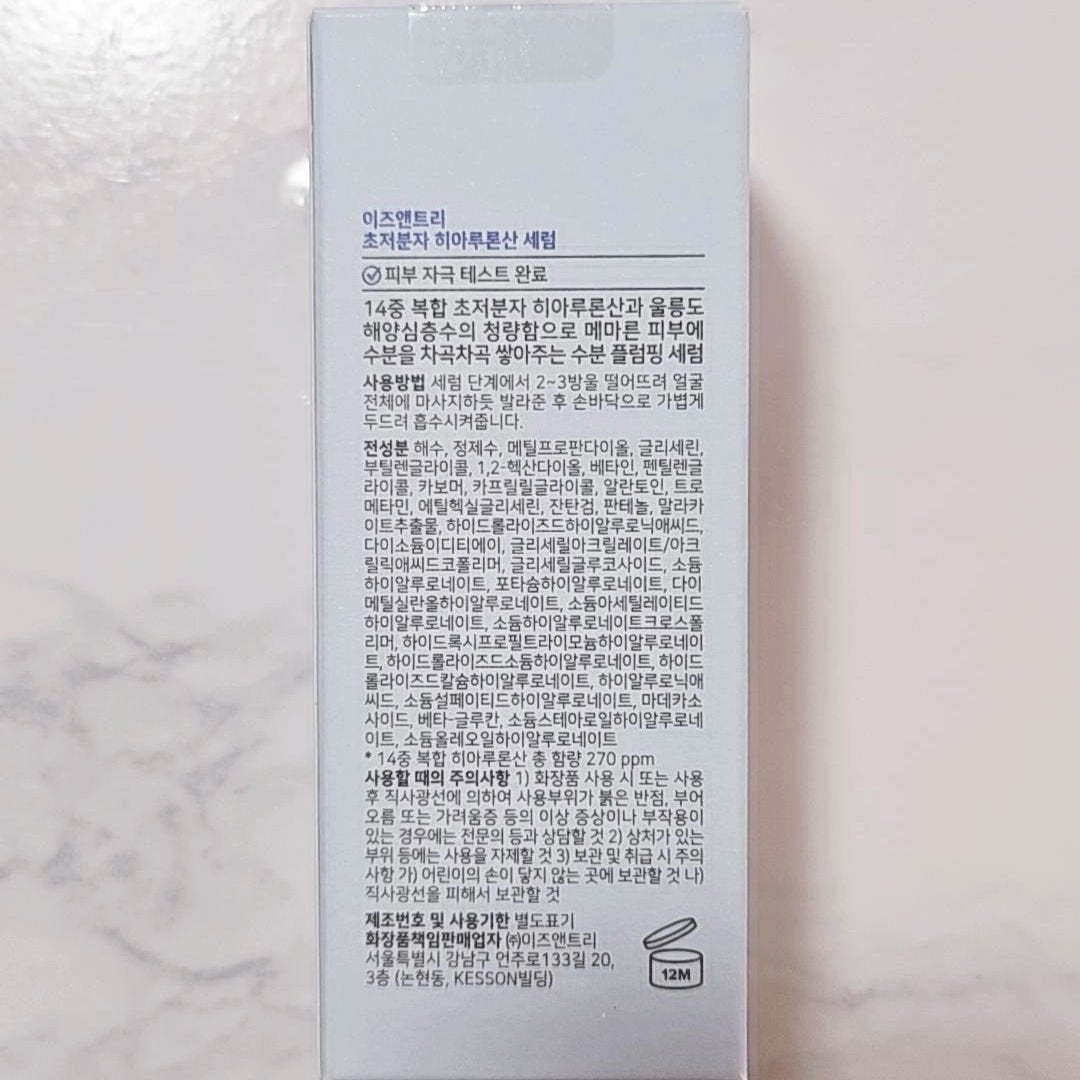 이즈앤트리
초저분자 히아루론산 세럼
피부 자극 테스트 완료
14중 복합 초저분자 히아루론산과 울릉도
해양심층수의 청량함으로 메마른 피부에
수분을 차곡차곡 쌓아주는 수분 플럼핑 세럼
사용방법 세럼 단계에서 2~3방울 떨어뜨려 얼굴
전체에 마사지하듯 발라준 후 손바닥으로 가볍게
두드려 흡수시켜줍니다.
전성분 해수, 정제수, 메틸프로판다이올, 글리세린,
부틸렌글라이콜, 1,2-헥산다이올, 베타인, 펜틸렌글
라이콜, 카보머, 카프릴릴글라이콜, 알란토인, 트로
메타민, 에틸헥실글리세린, 잔탄검, 판테놀, 말라카
이트추출물, 하이드롤라이즈드하이알루로닉애씨드,
다이소듐이디티에이, 글리세릴아크릴레이트/아크
릴릭애씨드코폴리머, 글리세릴글루코사이드, 소듐
하이알루로네이트, 포타슘하이알루로네이트, 다이
메틸실란올하이알루로네이트, 소듐아세틸레이티드
하이알루로네이트, 소듐하이알루로네이트크로스폴
리머, 하이드록시프로필트라이모늄하이알루로네이
트, 하이드롤라이즈드소듐하이알루로네이트, 하이드
롤라이즈드칼슘하이알루로네이트, 하이알루로닉애
씨드, 소듐설페이티드하이알루로네이트, 마데카소
사이드, 베타-글루칸, 소듐스테아로일하이알루로네
이트, 소듐올레오일하이알루로네이트
* 14중 복합 히아루론산 총 함량 270 ppm
사용할 때의 주의사항 1) 화장품 사용 시 또는 사용
후 직사광선에 의하여 사용부위가 붉은 반점, 부어
오름 또는 가려움증 등의 이상 증상이나 부작용이
있는 경우에는 전문의 등과 상담할 것 2) 상처가 있는
부위 등에는 사용을 자제할 것 3) 보관 및 취급 시 주의
사항 가) 어린이의 손이 닿지 않는 곳에 보관할 것 나)
직사광선을 피해서 보관할 것
제조번호 및 사용기한 별도표기
화장품책임판매업자 ㈜이즈앤트리
서울특별시 강남구 언주로133길 20,
3층 (논현동, KESSON빌딩)
12M